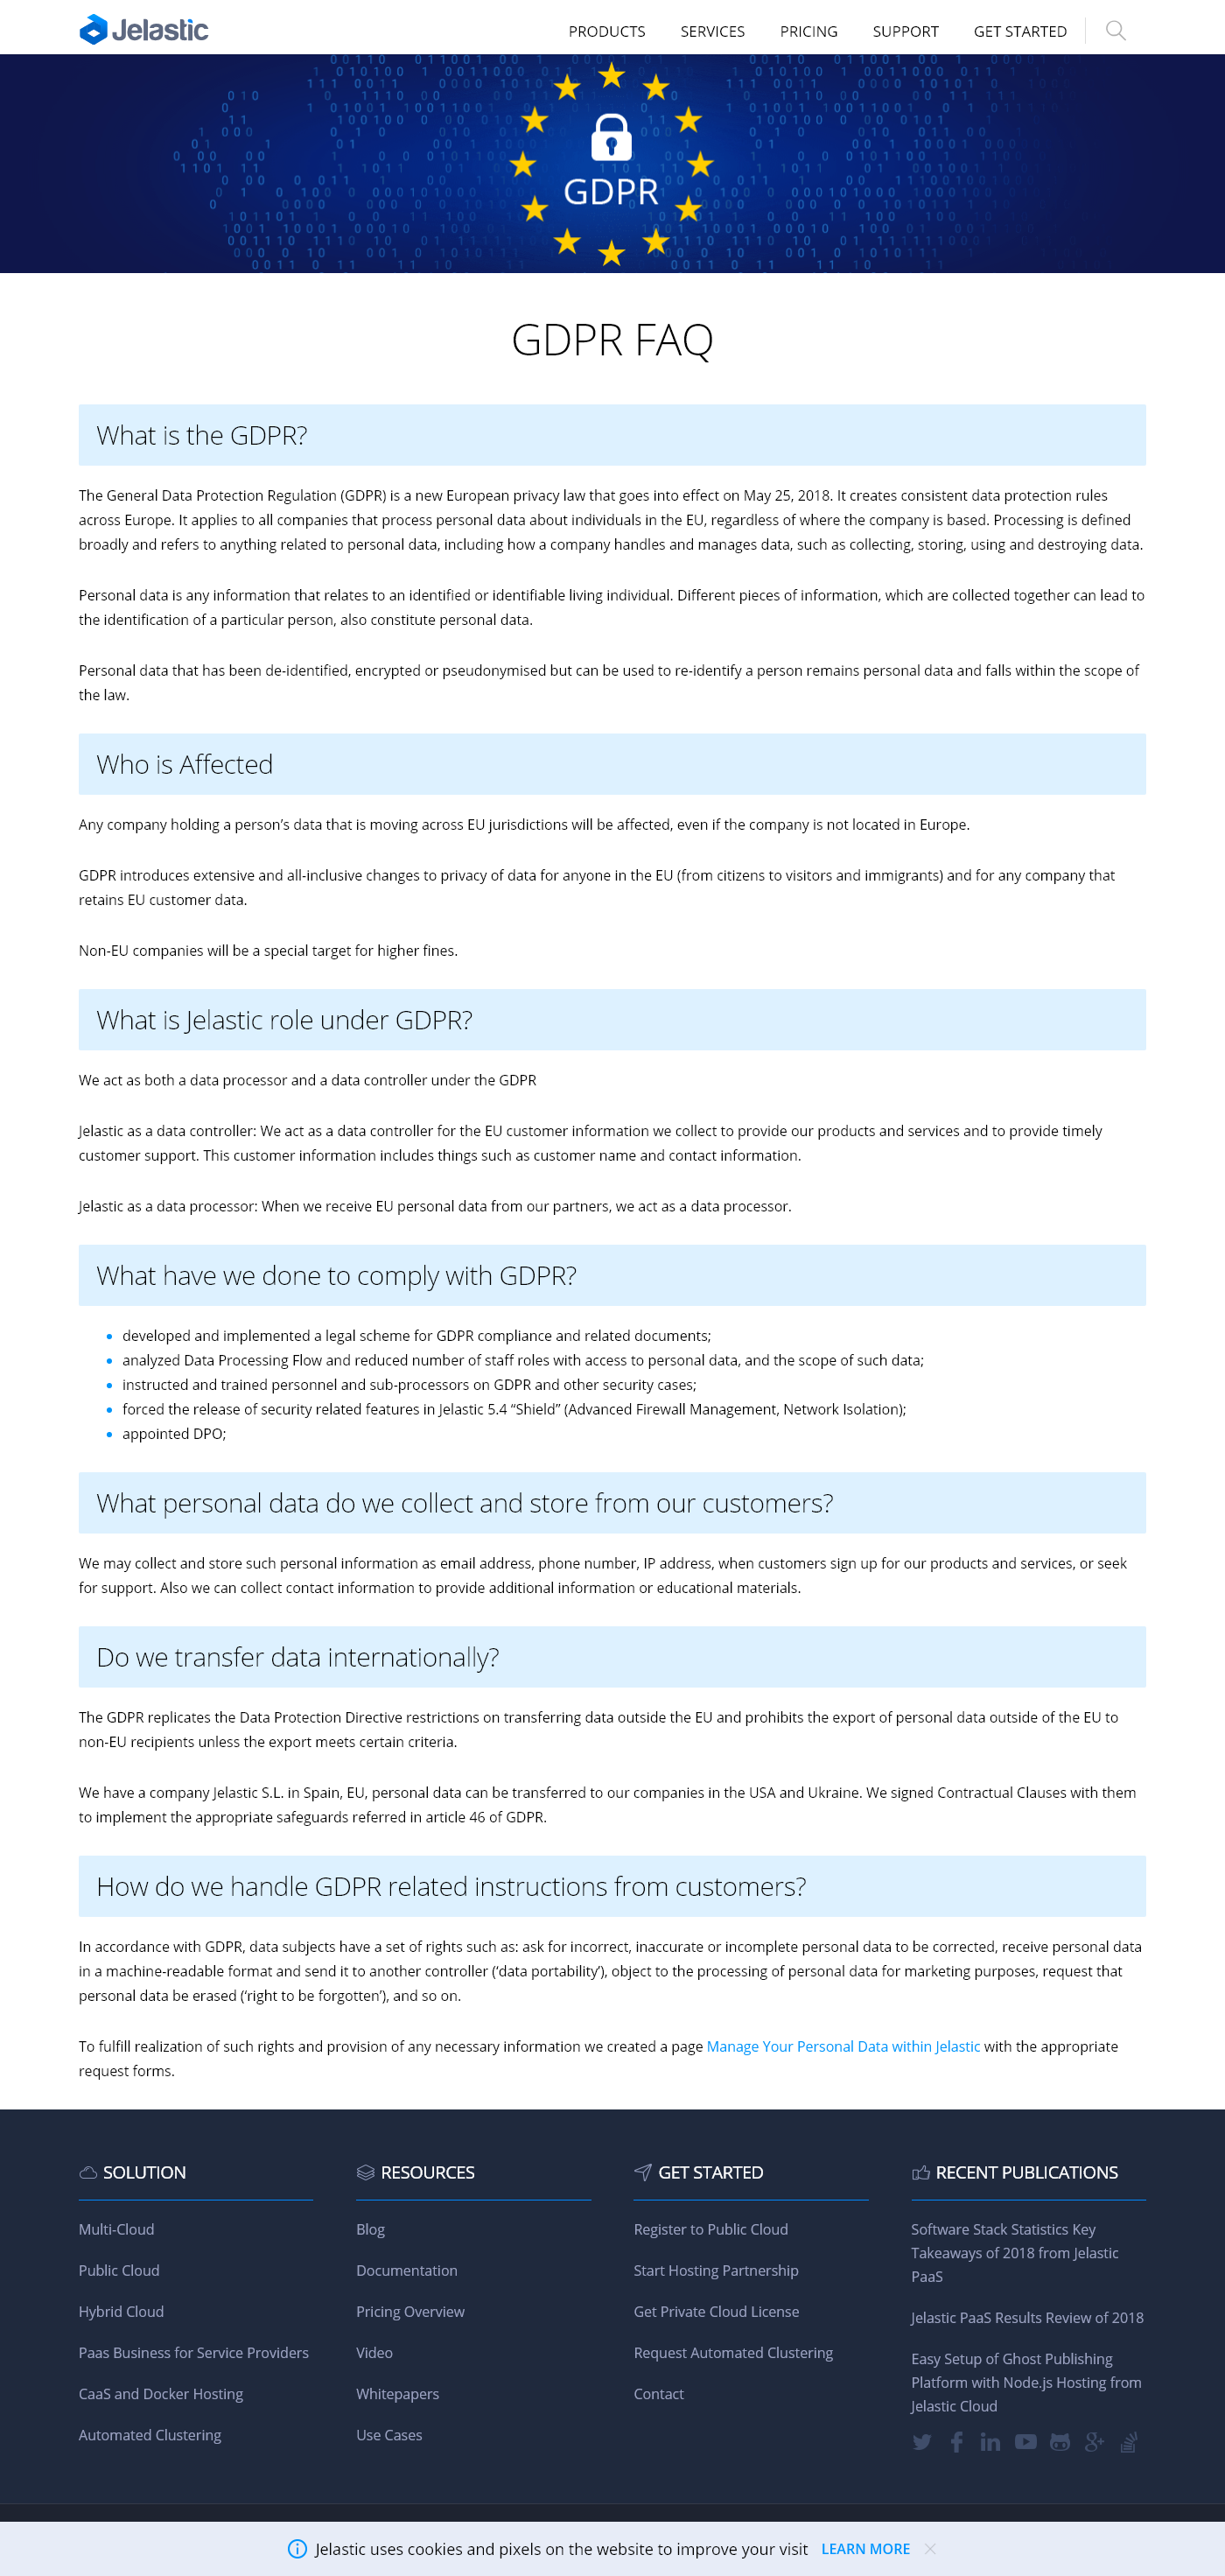 Jelastic
PRODUCTS SERVICES PRICING SUPPORT GET STARTED
GDPR
GDPR FAQ
What is the GDPR?
The General Data Protection Regulation (GDPR) is a new European privacy law that goes into effect on May 25, 2018. It creates consistent data protection rules
across Europe. It applies to all companies that process personal data about individuals in the EU, regardless of where the company is based. Processing is defined
broadly and refers to anything related to personal data, including how a company handles and manages data, such as collecting, storing, using and destroying data.
Personal data is any information that relates to an identified or identifiable living individual. Different pieces of information, which are collected together can lead to
the identification of a particular person, also constitute personal data.
Personal data that has been de-identified, encrypted or pseudonymised but can be used to re-identify a person remains personal data and falls within the scope of
the law.
Who is Affected
Any company holding a person’s data that is moving across EU jurisdictions will be affected, even if the company is not located in Europe.
GDPR introduces extensive and all-inclusive changes to privacy of data for anyone in the EU (from citizens to visitors and immigrants) and for any company that
retains EU customer data.
Non-EU companies will be a special target for higher fines.
What is Jelastic role under GDPR?
We act as both a data processor and a data controller under the GDPR
Jelastic as a data controller: We act as a data controller for the EU customer information we collect to provide our products and services and to provide timely
customer support. This customer information includes things such as customer name and contact information.
Jelastic as a data processor: When we receive EU personal data from our partners, we act as a data processor.
What have we done to comply with GDPR?
developed and implemented a legal scheme for GDPR compliance and related documents;
analyzed Data Processing Flow and reduced number of staff roles with access to personal data, and the scope of such data;
instructed and trained personnel and sub-processors on GDPR and other security cases;
forced the release of security related features in Jelastic 5.4 “Shield” (Advanced Firewall Management, Network Isolation);
appointed DPO;
What personal data do we collect and store from our customers?
We may collect and store such personal information as email address, phone number, IP address, when customers sign up for our products and services, or seek
for support. Also we can collect contact information to provide additional information or educational materials.
Do we transfer data internationally?
The GDPR replicates the Data Protection Directive restrictions on transferring data outside the EU and prohibits the export of personal data outside of the EU to
non-EU recipients unless the export meets certain criteria.
We have a company Jelastic S.L. in Spain, EU, personal data can be transferred to our companies in the USA and Ukraine. We signed Contractual Clauses with them
to implement the appropriate safeguards referred in article 46 of GDPR.
How do we handle GDPR related instructions from customers?
In accordance with GDPR, data subjects have a set of rights such as: ask for incorrect, inaccurate or incomplete personal data to be corrected, receive personal data
in a machine-readable format and send it to another controller (‘data portability’), object to the processing of personal data for marketing purposes, request that
personal data be erased (‘right to be forgotten’), and so on.
To fulfill realization of such rights and provision of any necessary information we created a page Manage Your Personal Data within Jelastic with the appropriate
request forms.
SOLUTION
Multi-Cloud
Public Cloud
Hybrid Cloud
Paas Business for Service Providers
CaaS and Docker Hosting
Automated Clustering
RESOURCES
Blog
Documentation
Pricing Overview
Video
Whitepapers
Use Cases
GET STARTED
Register to Public Cloud
Start Hosting Partnership
Get Private Cloud License
Request Automated Clustering
Contact
RECENT PUBLICATIONS
Software Stack Statistics Key
Takeaways of 2018 from Jelastic
PaaS
Jelastic PaaS Results Review of 2018
Easy Setup of Ghost Publishing
Platform with Node.js Hosting from
Jelastic Cloud
Jelastic uses cookies and pixels on the website to improve your visit LEARN MORE